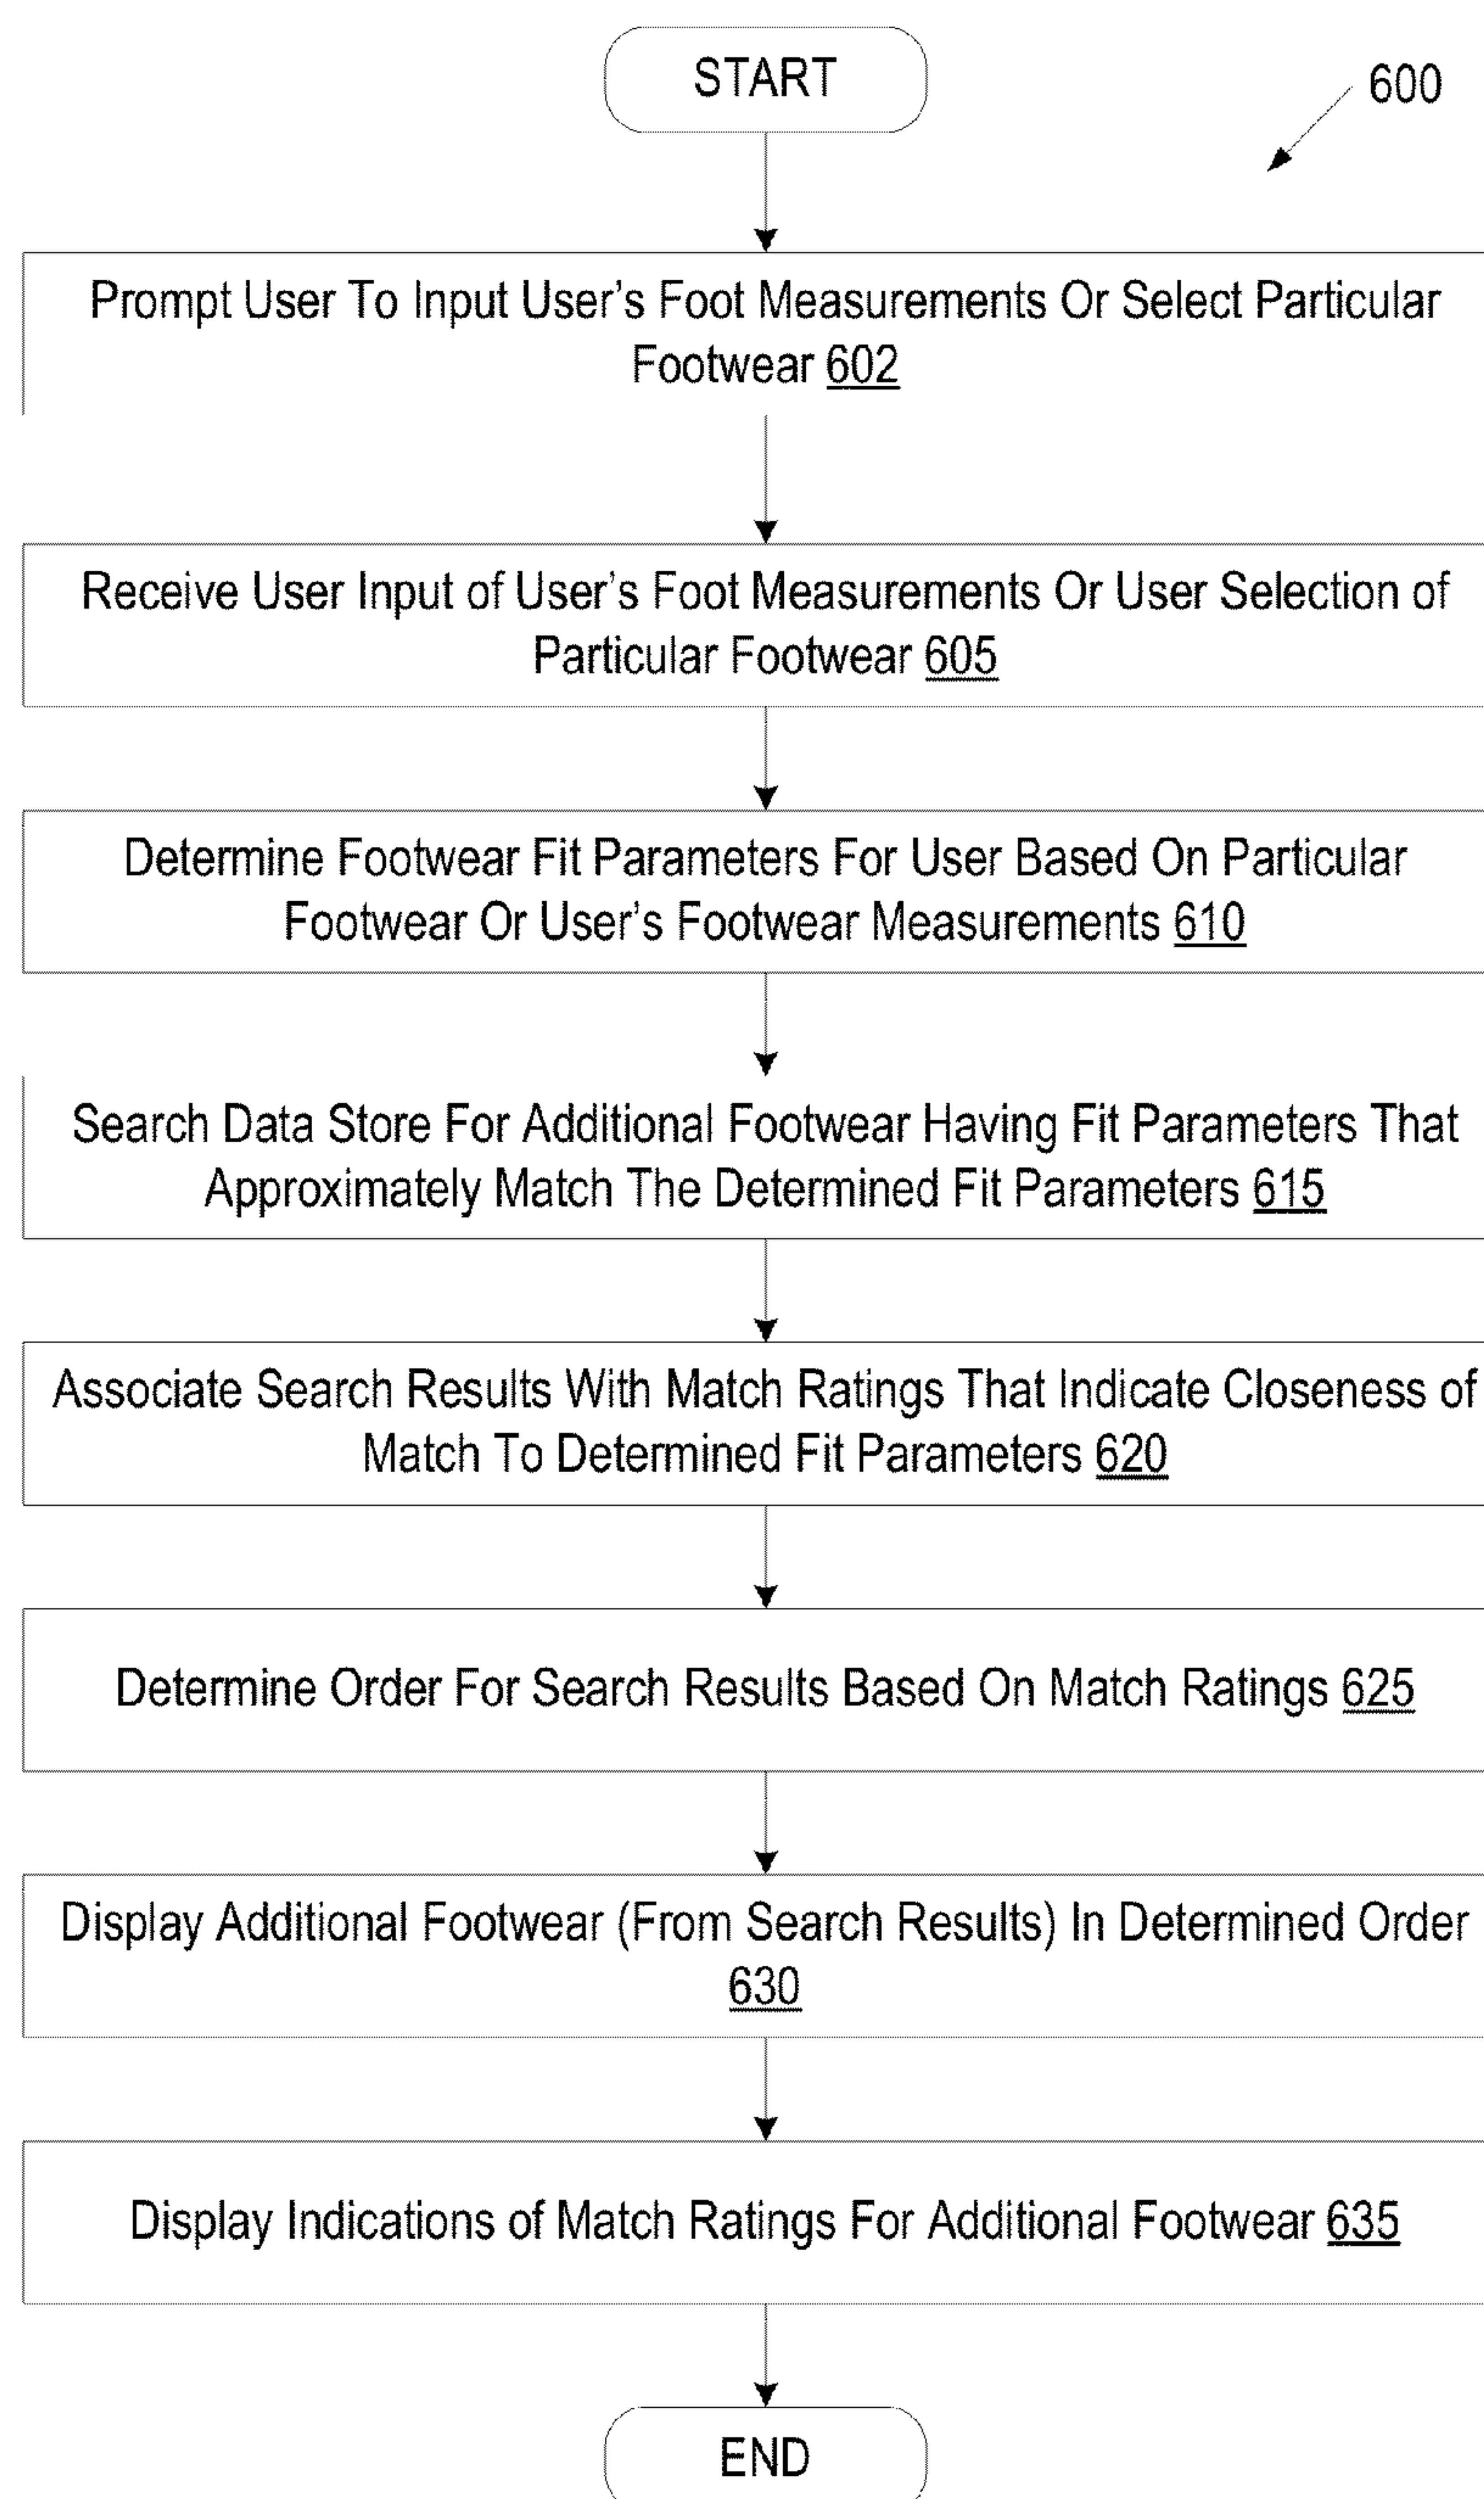 START
600
Prompt User To Input User's Foot Measurements Or Select Particular
Footwear 602
Receive User Input of User's Foot Measurements Or User Selection of
Particular Footwear 605
Determine Footwear Fit Parameters For User Based On Particular
Footwear Or User's Footwear Measurements 610
Search Data Store For Additional Footwear Having Fit Parameters That
Approximately Match The Determined Fit Parameters 615
Associate Search Results With Match Ratings That Indicate Closeness of
Match To Determined Fit Parameters 620
Determine Order For Search Results Based On Match Ratings 625
Display Additional Footwear (From Search Results) In Determined Order
630
Display Indications of Match Ratings For Additional Footwear 635
END